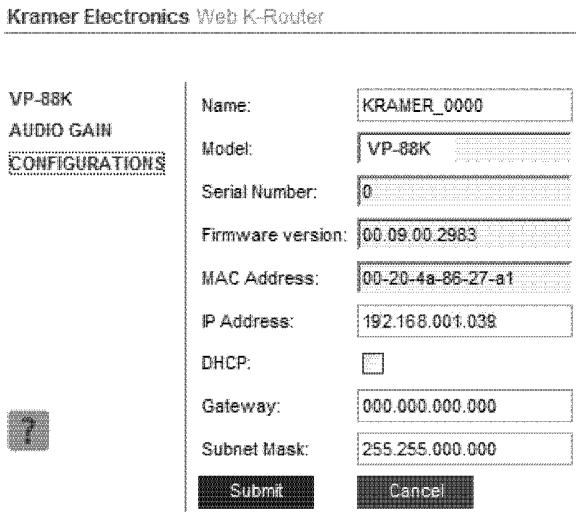 Kramer Electronics Web K-Router
VP-88K
AUDIO GAIN
CONFIGURATIONS
?
Name: KRAMER_0000
Model: VP-88K
Serial Number: 0
Firmware version: 00.09.00.2983
MAC Address: 00-20-4a-86-27-a1
IP Address: 192.168.001.039
DHCP:
Gateway: 000.000.000.000
Subnet Mask: 255.255.000.000
Submit Cancel